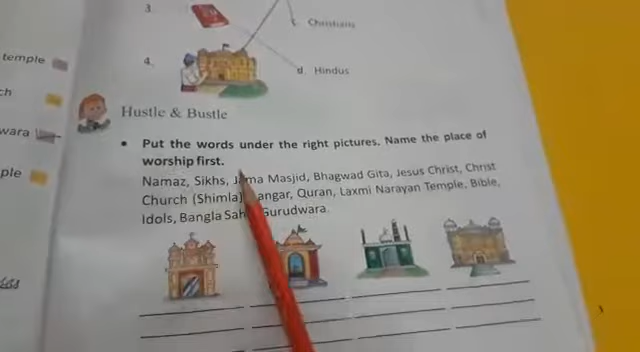 3.
c. Christians
temple
4.
d. Hindus
ch
Hustle & Bustle
wara
• Put the words under the right pictures. Name the place of
worship first.
ple
Namaz, Sikhs, Jama Masjid, Bhagwad Gita, Jesus Christ, Christ
Church (Shimla) Langar, Quran, Laxmi Narayan Temple, Bible,
Idols, Bangla Sahib Gurudwara.